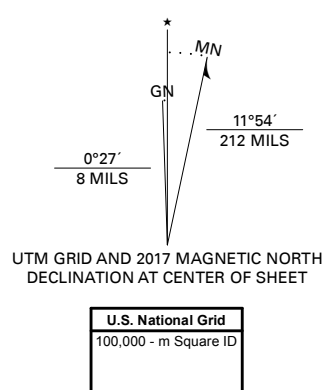 ★
MN
GN
11°54´
212 MILS
0°27´
8 MILS
UTM GRID AND 2017 MAGNETIC NORTH
DECLINATION AT CENTER OF SHEET
U.S. National Grid
100,000 - m Square ID